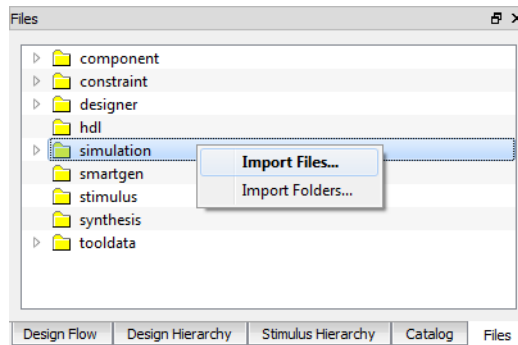 Files
component
constraint
designer
hdl
simulation
Import Files...
smartgen
Import Folders...
stimulus
synthesis
tooldata
Design Flow Design Hierarchy Stimulus Hierarchy Catalog Files